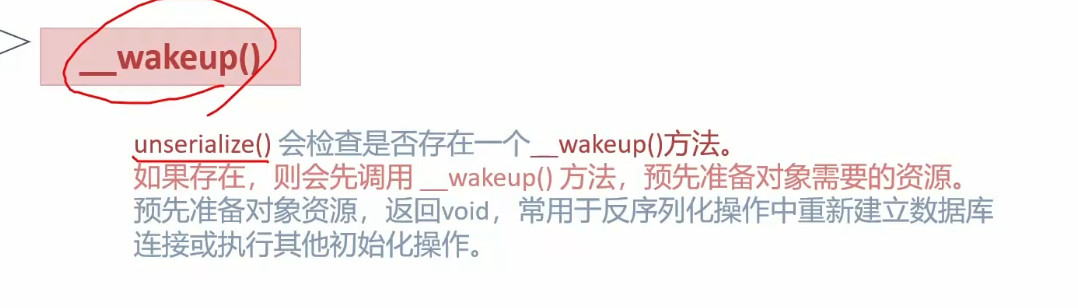 __wakeup()
unserialize() 会检查是否存在一个__wakeup()方法。
如果存在，则会先调用 __wakeup() 方法，预先准备对象需要的资源。
预先准备对象资源，返回void，常用于反序列化操作中重新建立数据库
连接或执行其他初始化操作。